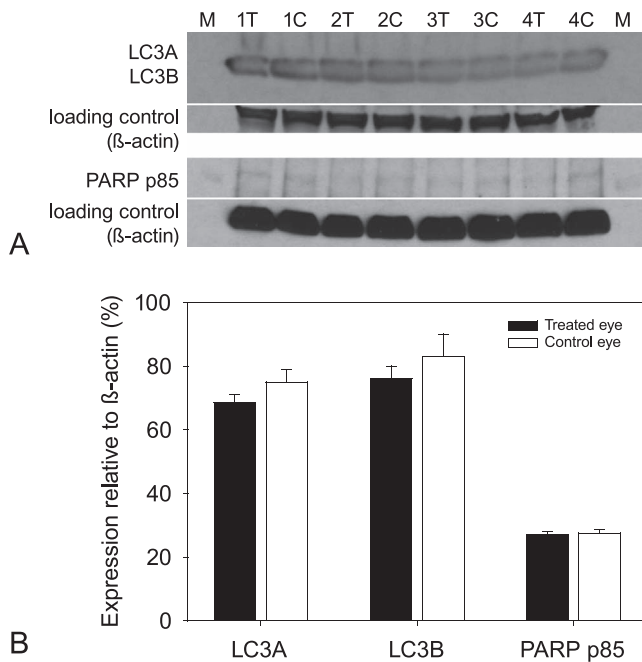 M 1T 1C 2T 2C 3T 3C 4T 4C M
LC3A
LC3B
loading control
(ß-actin)
PARP p85
loading control
(ß-actin)
A
Expression relative to ß-actin (%)
100
80
60
40
20
0
Treated eye
Control eye
LC3A LC3B PARP p85
B